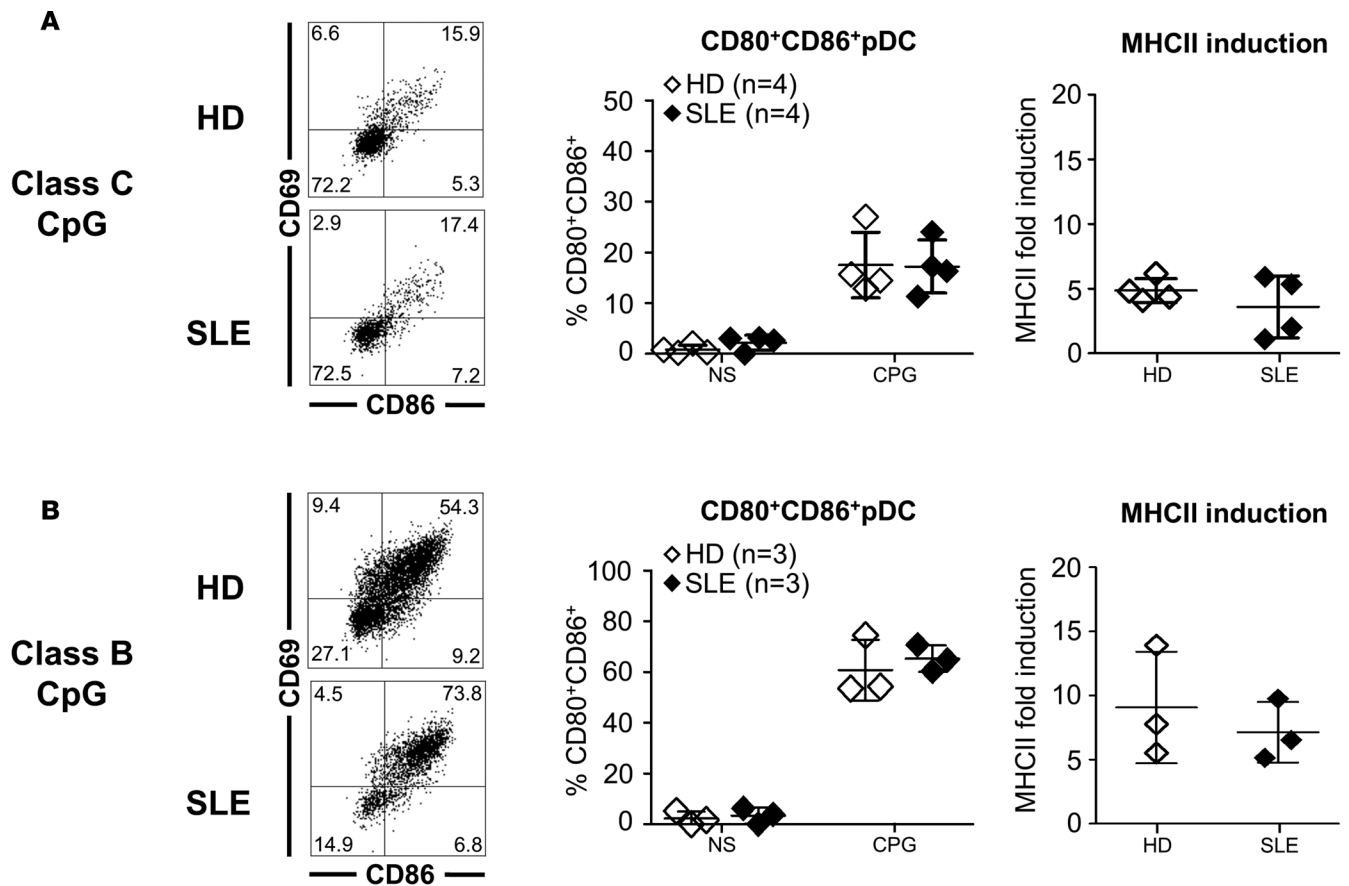 A
HD
Class C
CpG
SLE
CD69
6.6 15.9
72.2 5.3
2.9 17.4
72.5 7.2
CD86
CD80⁺CD86⁺pDC
HD (n=4)
SLE (n=4)
% CD80⁺CD86⁺
50
40
30
20
10
0
NS CPG
MHCII induction
MHCII fold induction
20
15
10
5
0
HD SLE
B
HD
Class B
CpG
SLE
CD69
9.4 54.3
27.1 9.2
4.5 73.8
14.9 6.8
CD86
CD80⁺CD86⁺pDC
HD (n=3)
SLE (n=3)
% CD80⁺CD86⁺
100
80
60
40
20
0
NS CPG
MHCII induction
MHCII fold induction
20
15
10
5
0
HD SLE